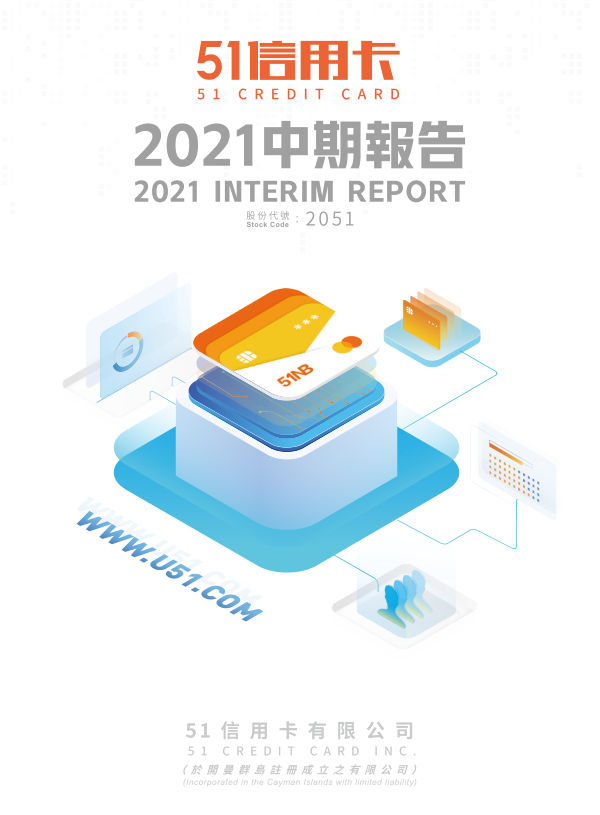 51信用卡
51 CREDIT CARD
2021中期報告
2021 INTERIM REPORT
股份代號
Stock Code : 2051
51NB
WWW.U51.COM
WWW.U51.COM
51信用卡有限公司
51 CREDIT CARD INC.
(於開曼群島註冊成立之有限公司)
(Incorporated in the Cayman Islands with limited liability)